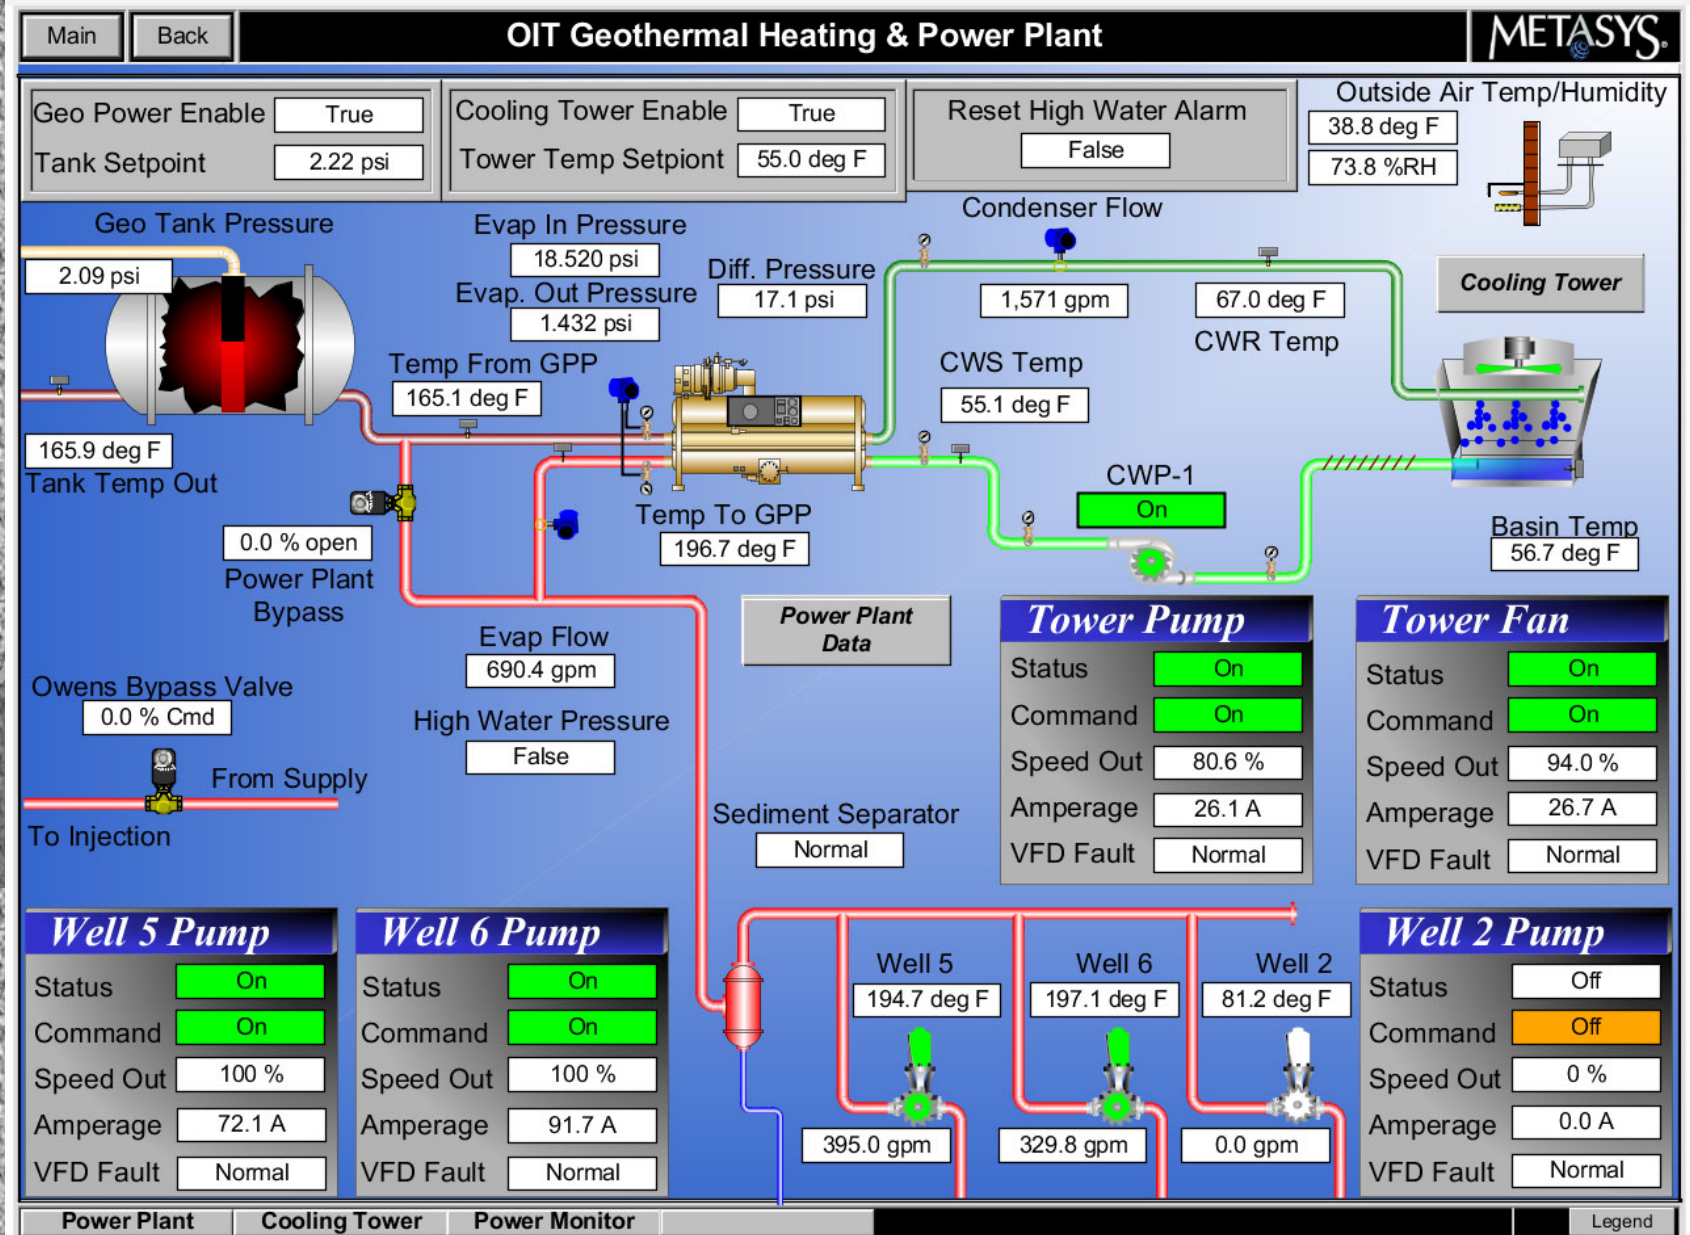 Main
Back
OIT Geothermal Heating & Power Plant
METASYS
Geo Power Enable
True
Tank Setpoint
2.22 psi
Cooling Tower Enable
True
Tower Temp Setpiont
55.0 deg F
Reset High Water Alarm
False
Outside Air Temp/Humidity
38.8 deg F
73.8 %RH
Geo Tank Pressure
2.09 psi
Evap In Pressure
18.520 psi
Evap. Out Pressure
1.432 psi
Diff. Pressure
17.1 psi
Condenser Flow
1,571 gpm
67.0 deg F
CWR Temp
Cooling Tower
Temp From GPP
165.1 deg F
CWS Temp
55.1 deg F
165.9 deg F
Tank Temp Out
Temp To GPP
196.7 deg F
CWP-1
On
Basin Temp
56.7 deg F
0.0 % open
Power Plant
Bypass
Evap Flow
690.4 gpm
Power Plant
Data
High Water Pressure
False
Owens Bypass Valve
0.0 % Cmd
From Supply
To Injection
Sediment Separator
Normal
Tower Pump
Status
On
Command
On
Speed Out
80.6 %
Amperage
26.1 A
VFD Fault
Normal
Tower Fan
Status
On
Command
On
Speed Out
94.0 %
Amperage
26.7 A
VFD Fault
Normal
Well 5 Pump
Status
On
Command
On
Speed Out
100 %
Amperage
72.1 A
VFD Fault
Normal
Well 6 Pump
Status
On
Command
On
Speed Out
100 %
Amperage
91.7 A
VFD Fault
Normal
Well 5
194.7 deg F
395.0 gpm
Well 6
197.1 deg F
329.8 gpm
Well 2
81.2 deg F
0.0 gpm
Well 2 Pump
Status
Off
Command
Off
Speed Out
0 %
Amperage
0.0 A
VFD Fault
Normal
Power Plant
Cooling Tower
Power Monitor
Legend